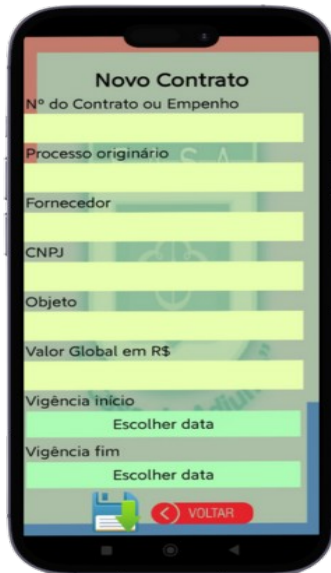 Novo Contrato
Nº do Contrato ou Empenho
Processo originário
Fornecedor
CNPJ
Objeto
Valor Global em R$
Vigência início
Escolher data
Vigência fim
Escolher data
VOLTAR